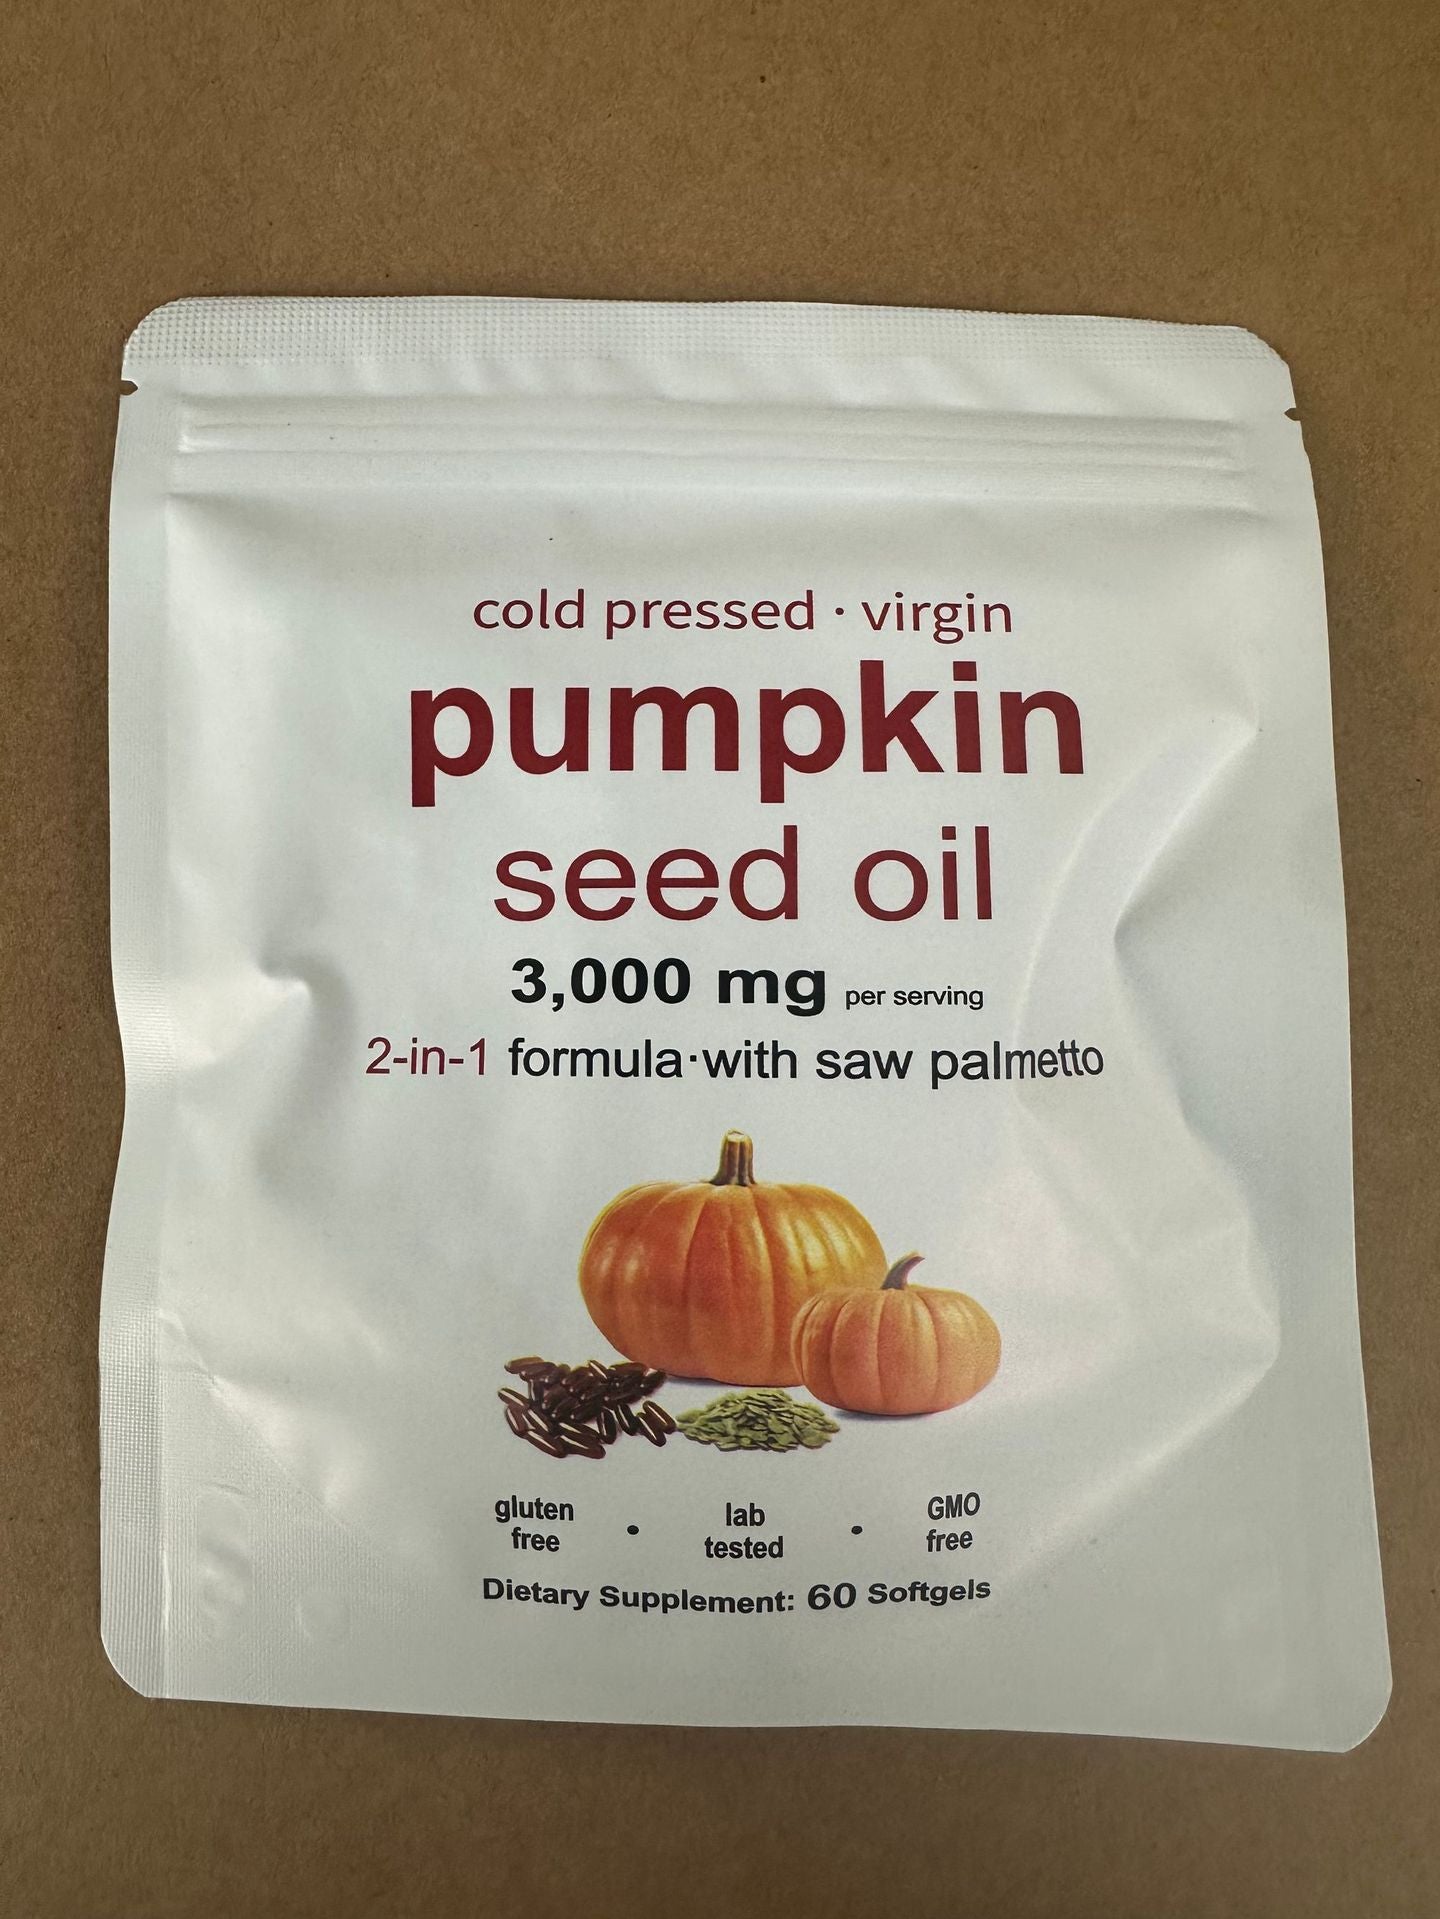 cold pressed · virgin
pumpkin
seed oil
3,000 mg per serving
2-in-1 formula·with saw palmetto
gluten free · lab tested · GMO free
Dietary Supplement: 60 Softgels